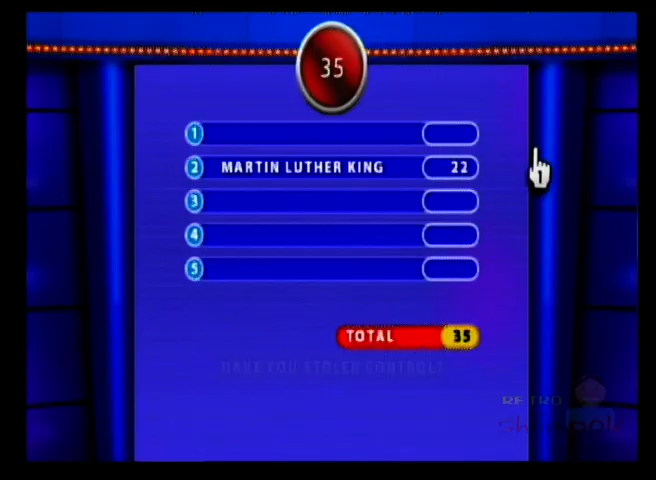 35
1
2 MARTIN LUTHER KING 22
3
4
5
TOTAL 35
HAVE YOU STOLEN CONTROL?
1
RETRO